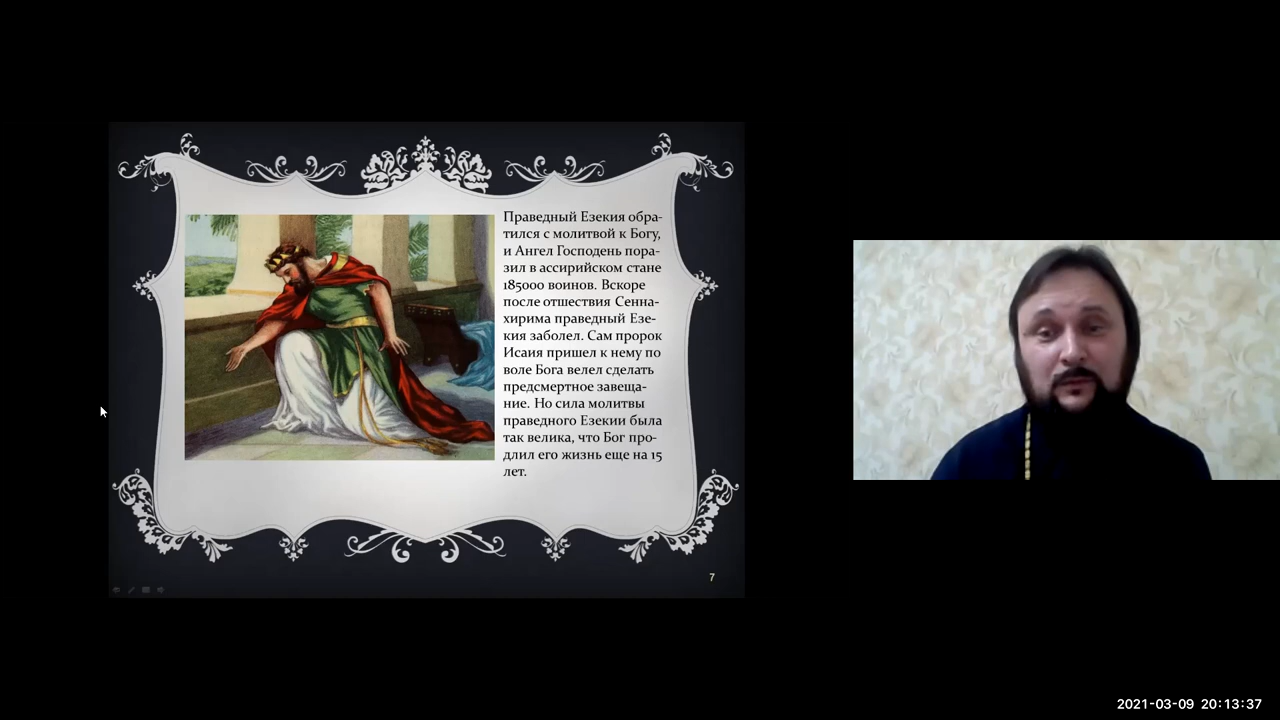 Праведный Езекия обра-
тился с молитвой к Богу,
и Ангел Господень пора-
зил в ассирийском стане
185000 воинов. Вскоре
после отшествия Сенна-
хирима праведный Езе-
кия заболел. Сам пророк
Исаия пришел к нему по
воле Бога велел сделать
предсмертное завеща-
ние. Но сила молитвы
праведного Езекии была
так велика, что Бог про-
длил его жизнь еще на 15
лет.
7
2021-03-09 20:13:37